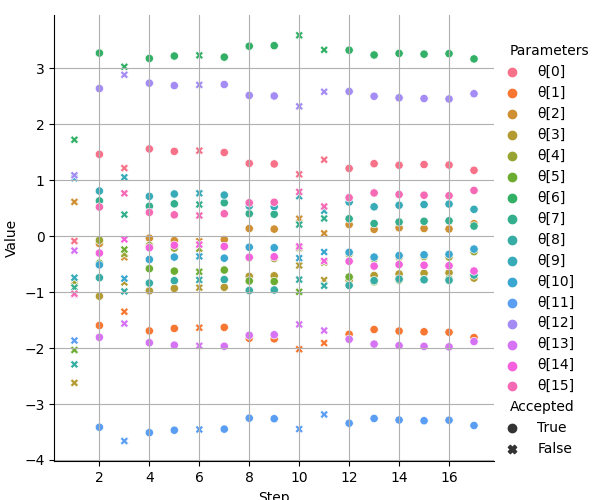 Parameters
θ[0]
θ[1]
θ[2]
θ[3]
θ[4]
θ[5]
θ[6]
θ[7]
θ[8]
θ[9]
θ[10]
θ[11]
θ[12]
θ[13]
θ[14]
θ[15]
Accepted
True
False
Value
3
2
1
0
−1
−2
−3
−4
2 4 6 8 10 12 14 16
Step